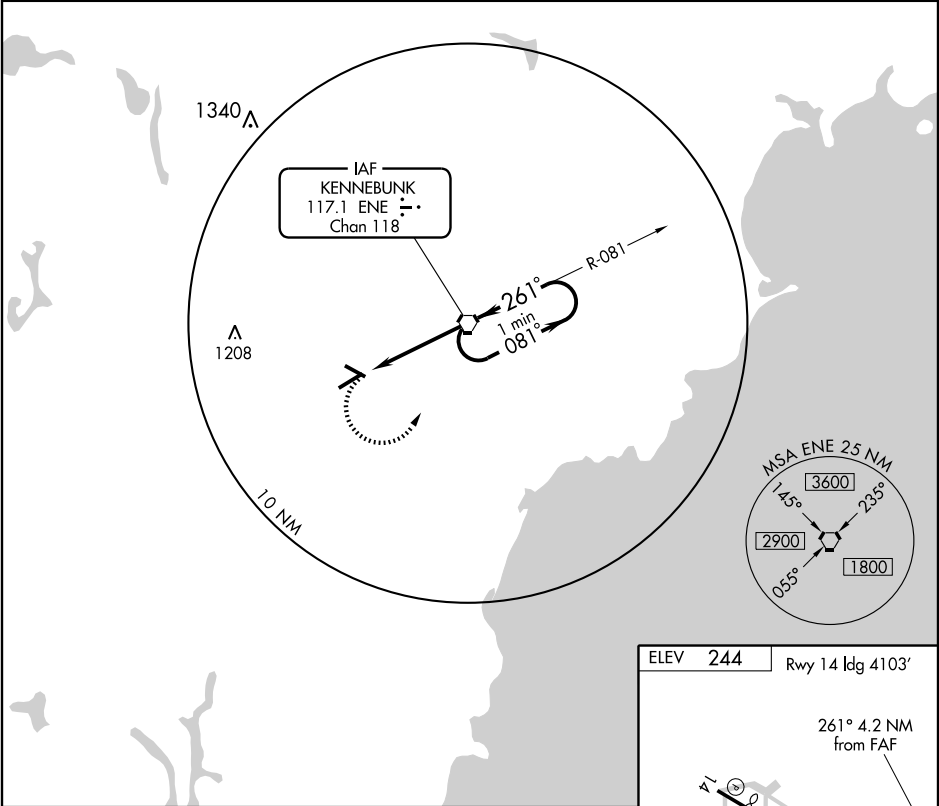 1340
IAF
KENNEBUNK
117.1 ENE
Chan 118
R-081
261°
1 min
081°
1208
10 NM
MSA ENE 25 NM
3600
145°
235°
2900
055°
1800
ELEV 244
Rwy 14 ldg 4103'
261° 4.2 NM
from FAF
14
P